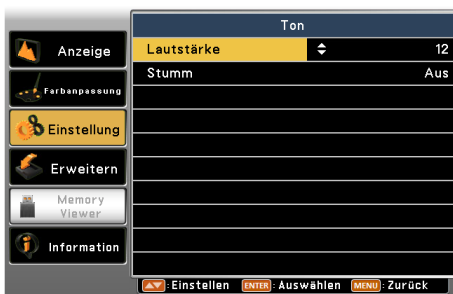 Ton
Anzeige
Farbanpassung
Einstellung
Erweitern
Memory
Viewer
Information
Lautstärke 12
Stumm Aus
:Einstellen ENTER :Auswählen MENU :Zurück